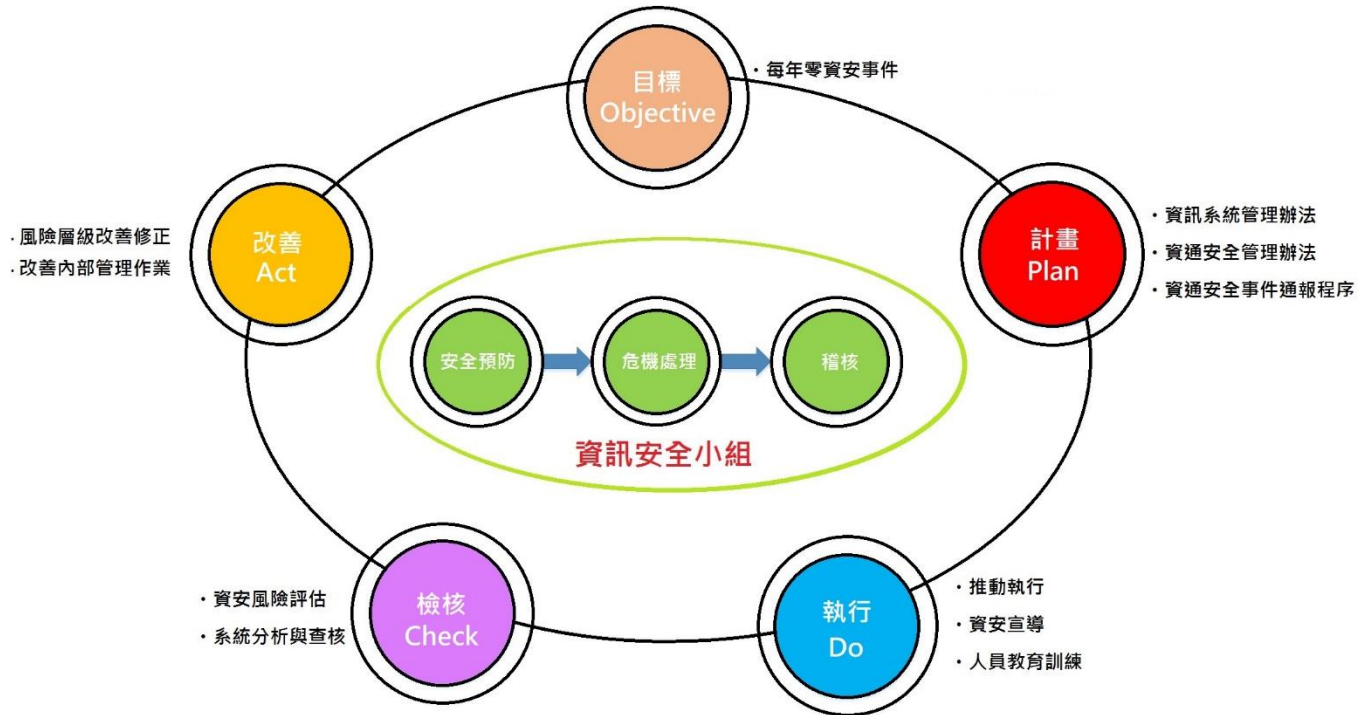 目標
Objective
・每年零資安事件
計畫
Plan
・資訊系統管理辦法
・資通安全管理辦法
・資通安全事件通報程序
執行
Do
・推動執行
・資安宣導
・人員教育訓練
檢核
Check
・資安風險評估
・系統分析與查核
改善
Act
・風險層級改善修正
・改善內部管理作業
安全預防
危機處理
稽核
資訊安全小組